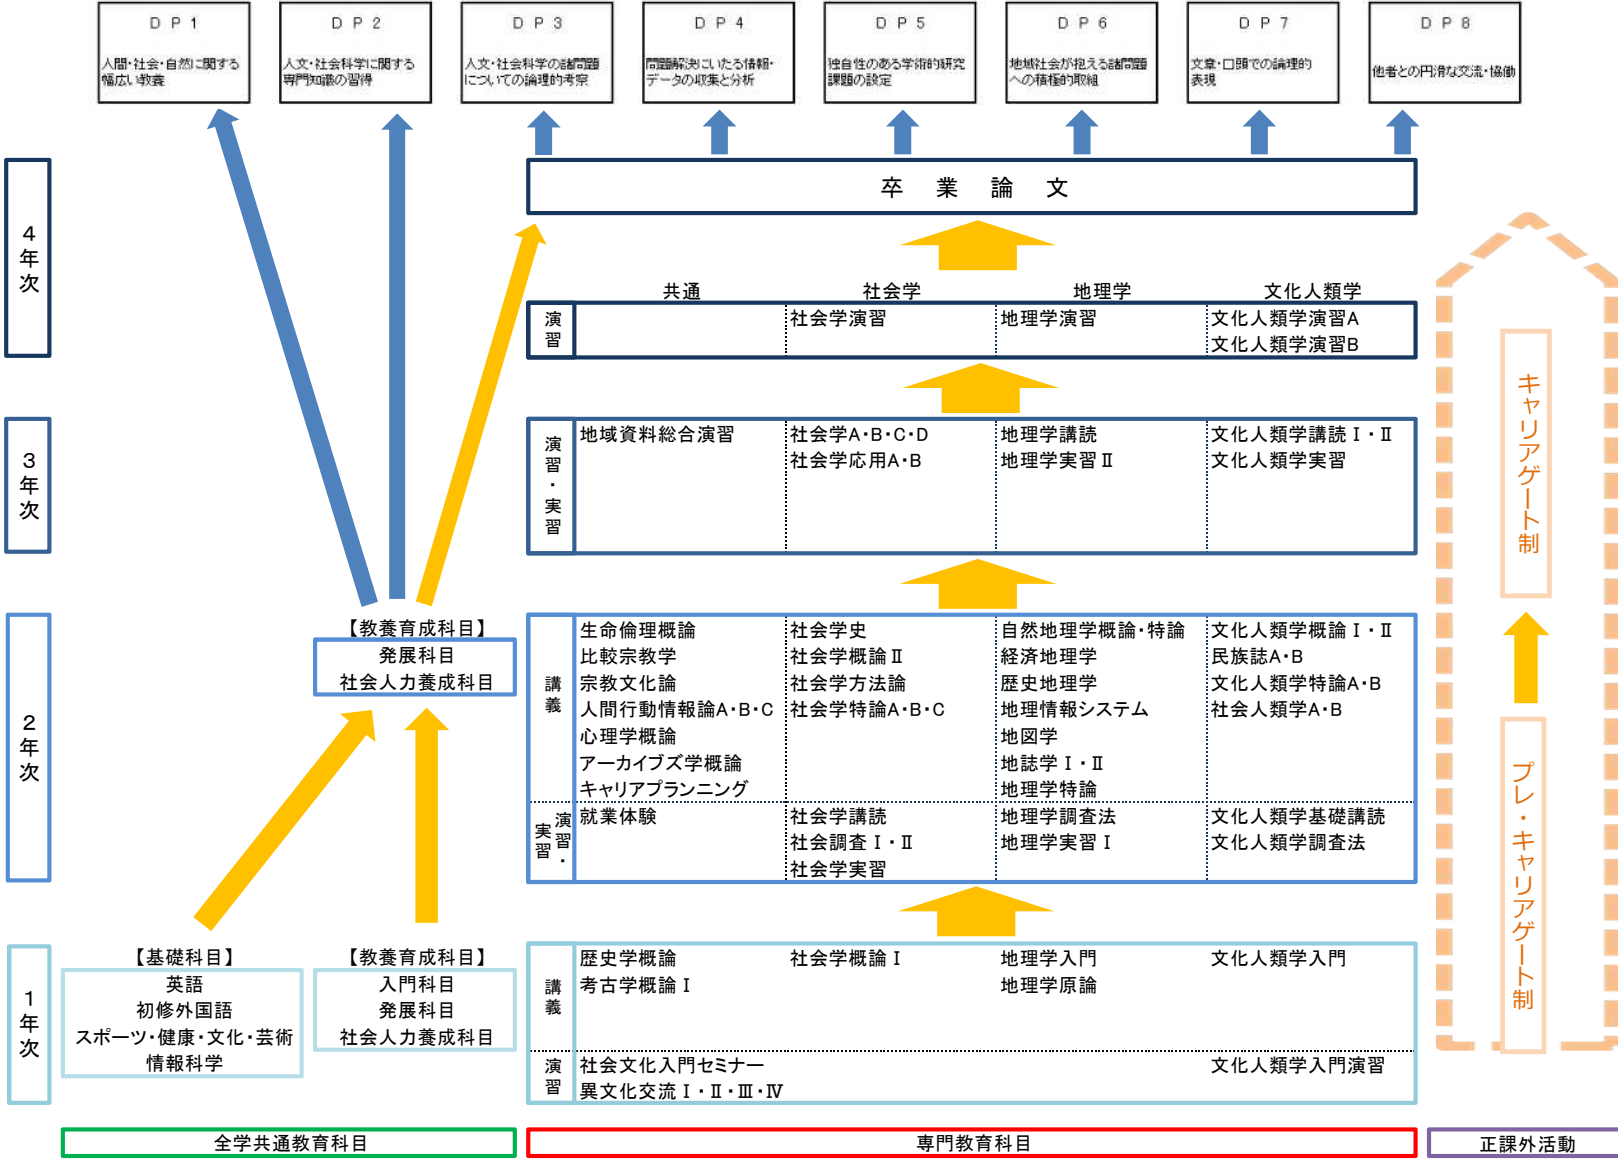 ＤＰ１
人間・社会・自然に関する
幅広い教養
ＤＰ２
人文・社会科学に関する
専門知識の習得
ＤＰ３
人文・社会科学の諸問題
についての論理的考察
ＤＰ４
問題解決にいたる情報・
データの収集と分析
ＤＰ５
独自性のある学術的研究
課題の設定
ＤＰ６
地域社会が抱える諸問題
への積極的取組
ＤＰ７
文章・口頭での論理的
表現
ＤＰ８
他者との円滑な交流・協働
4年次
卒業論文
共通
社会学
地理学
文化人類学
演習
社会学演習
地理学演習
文化人類学演習A
文化人類学演習B
3年次
演習・実習
地域資料総合演習
社会学A・B・C・D
社会学応用A・B
地理学講読
地理学実習Ⅱ
文化人類学講読Ⅰ・Ⅱ
文化人類学実習
2年次
【教養育成科目】
発展科目
社会人力養成科目
講義
生命倫理概論
比較宗教学
宗教文化論
人間行動情報論A・B・C
心理学概論
アーカイブズ学概論
キャリアプランニング
社会学史
社会学概論Ⅱ
社会学方法論
社会学特論A・B・C
自然地理学概論・特論
経済地理学
歴史地理学
地理情報システム
地図学
地誌学Ⅰ・Ⅱ
地理学特論
文化人類学概論Ⅰ・Ⅱ
民族誌A・B
文化人類学特論A・B
社会人類学A・B
演習・
実習
就業体験
社会学講読
社会調査Ⅰ・Ⅱ
社会学実習
地理学調査法
地理学実習Ⅰ
文化人類学基礎講読
文化人類学調査法
1年次
【基礎科目】
英語
初修外国語
スポーツ・健康・文化・芸術
情報科学
【教養育成科目】
入門科目
発展科目
社会人力養成科目
講義
歴史学概論
考古学概論Ⅰ
社会学概論Ⅰ
地理学入門
地理学原論
文化人類学入門
演習
社会文化入門セミナー
異文化交流Ⅰ・Ⅱ・Ⅲ・Ⅳ
文化人類学入門演習
キャリアゲート制
プレ・キャリアゲート制
全学共通教育科目
専門教育科目
正課外活動